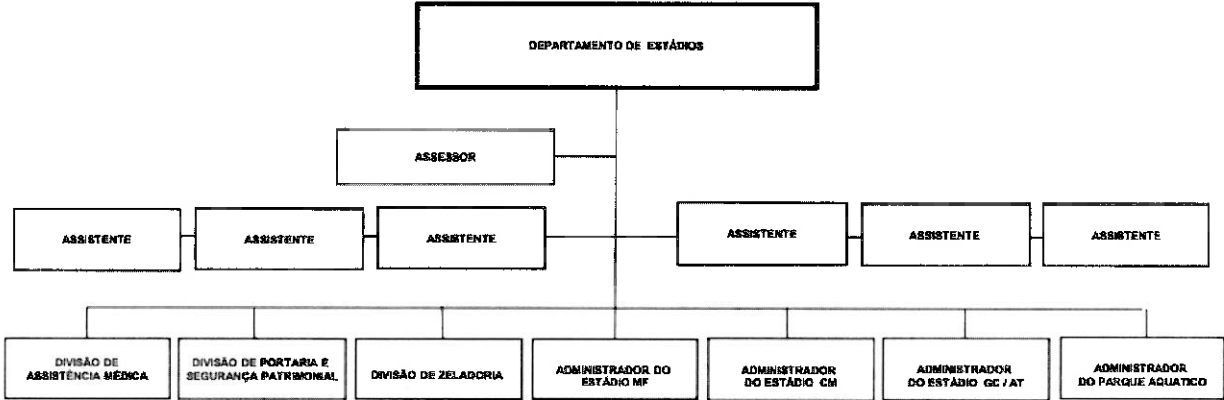 DEPARTAMENTO DE ESTÁDIOS
ASSESSOR
ASSISTENTE
ASSISTENTE
ASSISTENTE
ASSISTENTE
ASSISTENTE
ASSISTENTE
DIVISÃO DE
ASSISTÊNCIA MÉDICA
DIVISÃO DE PORTARIA E
SEGURANÇA PATRIMONIAL
DIVISÃO DE ZELADORIA
ADMINISTRADOR DO
ESTÁDIO MF
ADMINISTRADOR
DO ESTÁDIO CM
ADMINISTRADOR
DO ESTÁDIO GC / AT
ADMINISTRADOR
DO PARQUE AQUATICO